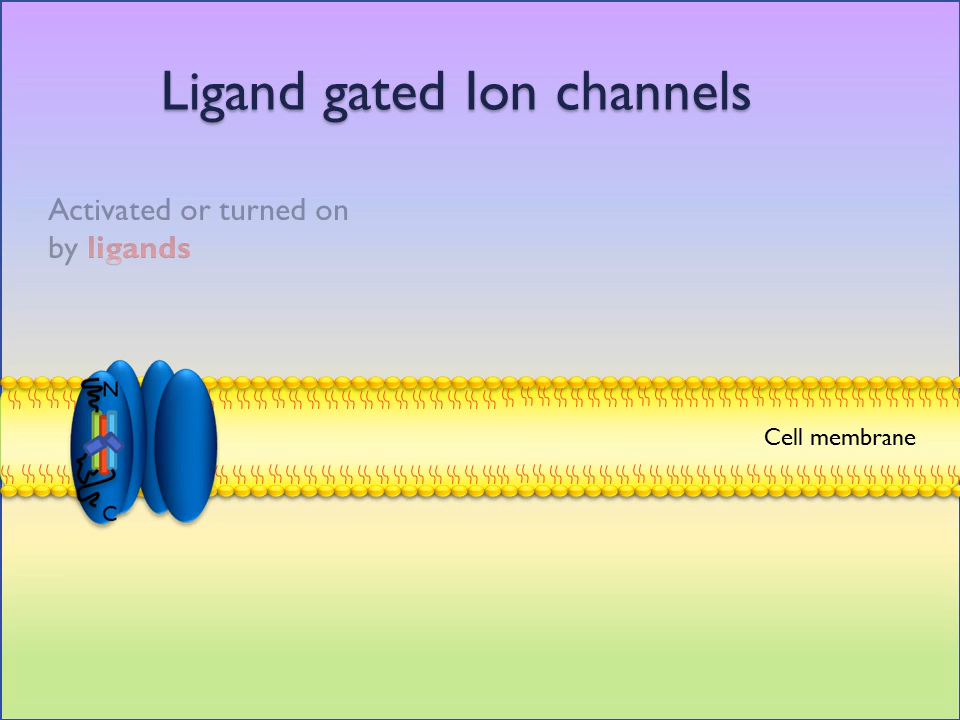 Ligand gated Ion channels
Activated or turned on
by ligands
N
Cell membrane
C